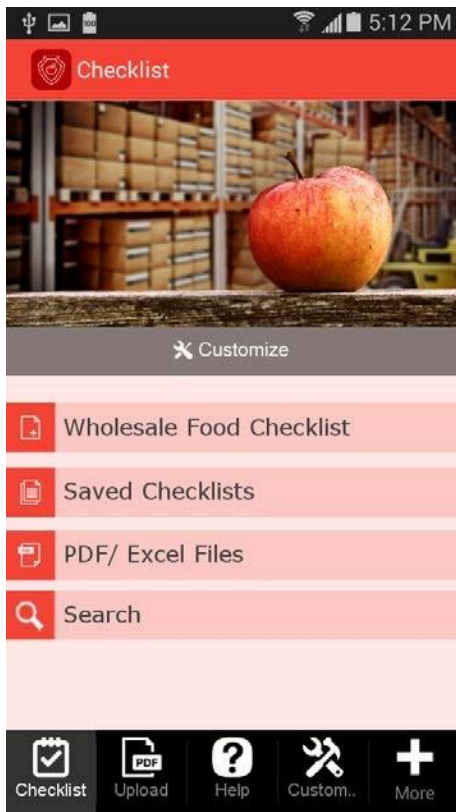 100
5:12 PM
Checklist
Customize
Wholesale Food Checklist
Saved Checklists
PDF/ Excel Files
Search
PDF
Checklist
Upload
Help
Custom..
More